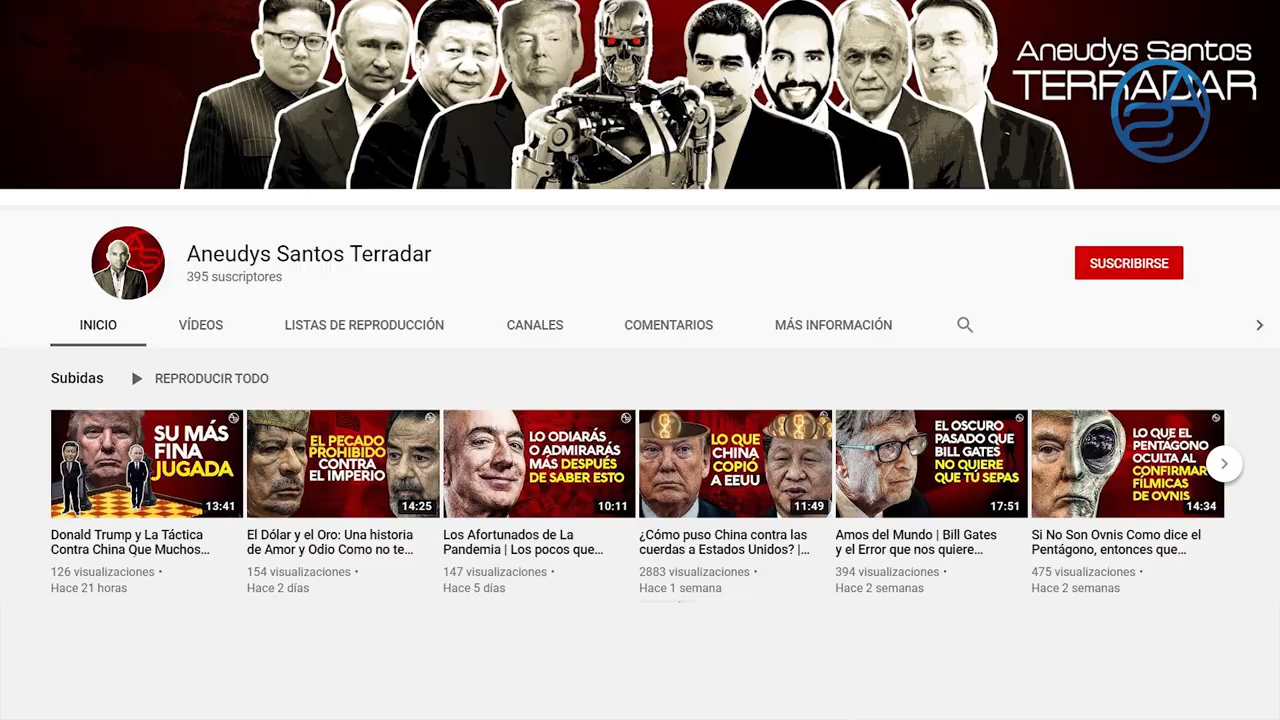 Aneudys Santos
TERRADAR
Aneudys Santos Terradar
395 suscriptores
SUSCRIBIRSE
INICIO
VÍDEOS
LISTAS DE REPRODUCCIÓN
CANALES
COMENTARIOS
MÁS INFORMACIÓN
Subidas
REPRODUCIR TODO
SU MÁS
FINA
JUGADA
13:41
EL PECADO
PROHIBIDO
CONTRA
EL IMPERIO
14:25
LO ODIARÁS
O ADMIRARÁS
MÁS DESPUÉS
DE SABER ESTO
10:11
LO QUE
CHINA
COPIÓ
A EEUU
11:49
EL OSCURO
PASADO QUE
BILL GATES
NO QUIERE
QUE TÚ SEPAS
17:51
LO QUE EL
PENTÁGONO
OCULTA AL
CONFIRMAR
FÍLMICAS
DE OVNIS
14:34
Donald Trump y La Táctica
Contra China Que Muchos...
126 visualizaciones •
Hace 21 horas
El Dólar y el Oro: Una historia
de Amor y Odio Como no te...
154 visualizaciones •
Hace 2 días
Los Afortunados de La
Pandemia | Los pocos que...
147 visualizaciones •
Hace 5 días
¿Cómo puso China contra las
cuerdas a Estados Unidos? |...
2883 visualizaciones •
Hace 1 semana
Amos del Mundo | Bill Gates
y el Error que nos quiere...
394 visualizaciones •
Hace 2 semanas
Si No Son Ovnis Como dice el
Pentágono, entonces que...
475 visualizaciones •
Hace 2 semanas